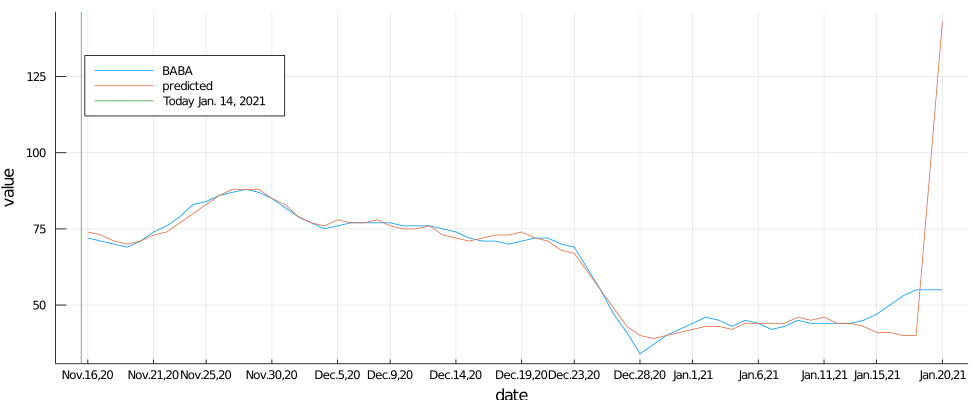 value
125
100
75
50
BABA
predicted
Today Jan. 14, 2021
Nov.16,20 Nov.21,20 Nov.25,20 Nov.30,20 Dec.5,20 Dec.9,20 Dec.14,20 Dec.19,20 Dec.23,20 Dec.28,20 Jan.1,21 Jan.6,21 Jan.11,21 Jan.15,21 Jan.20,21
date